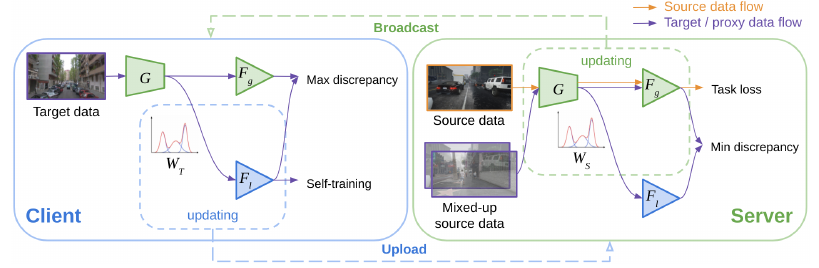 Source data flow
Target / proxy data flow
Broadcast
Target data
G
F_g
Max discrepancy
W_T
F_l
Self-training
updating
Client
updating
Source data
G
F_g
Task loss
W_S
Min discrepancy
Mixed-up
source data
F_l
Server
Upload